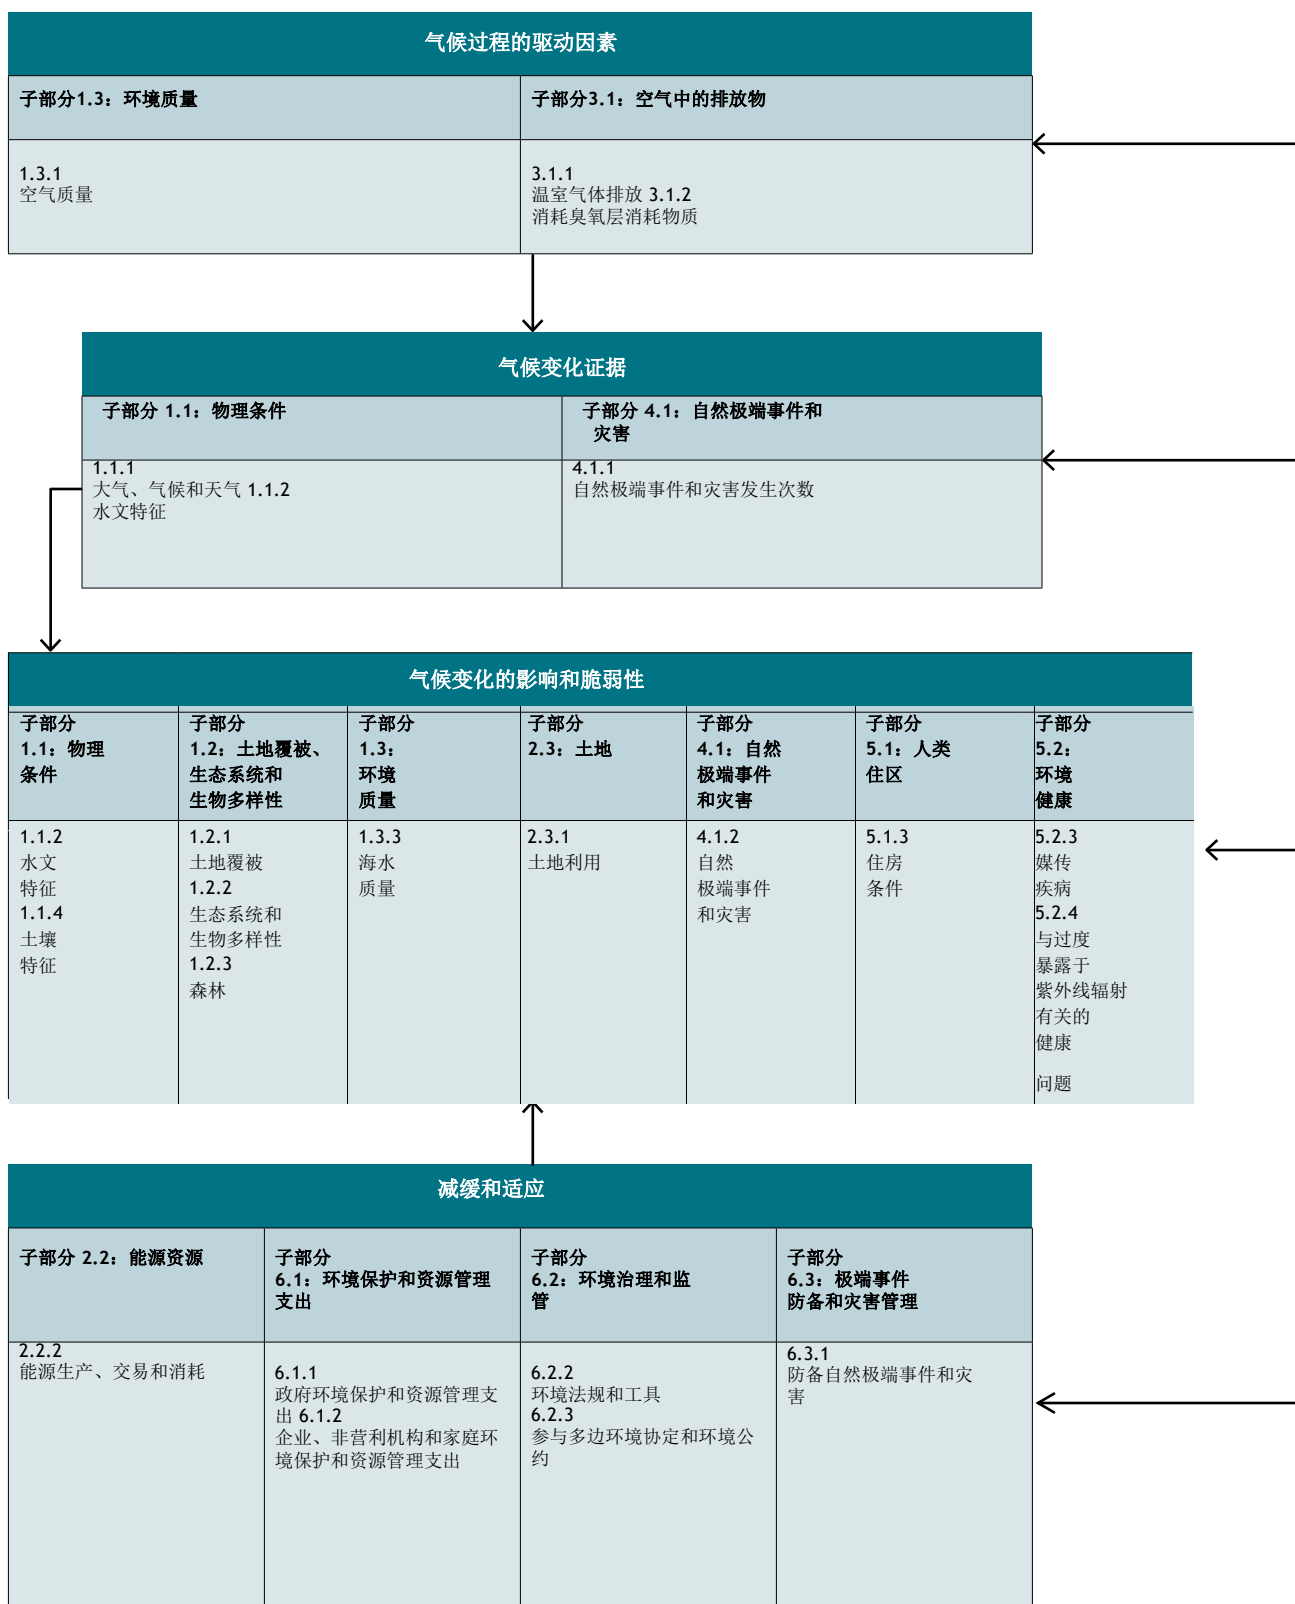 气候过程的驱动因素
子部分1.3：环境质量
子部分3.1：空气中的排放物
1.3.1
空气质量
3.1.1
温室气体排放 3.1.2
消耗臭氧层消耗物质
气候变化证据
子部分 1.1：物理条件
子部分 4.1：自然极端事件和
灾害
1.1.1
大气、气候和天气 1.1.2
水文特征
4.1.1
自然极端事件和灾害发生次数
气候变化的影响和脆弱性
子部分
1.1：物理
条件
子部分
1.2：土地覆被、
生态系统和
生物多样性
子部分
1.3：
环境
质量
子部分
2.3：土地
子部分
4.1：自然
极端事件
和灾害
子部分
5.1：人类
住区
子部分
5.2：
环境
健康
1.1.2
水文
特征
1.1.4
土壤
特征
1.2.1
土地覆被
1.2.2
生态系统和
生物多样性
1.2.3
森林
1.3.3
海水
质量
2.3.1
土地利用
4.1.2
自然
极端事件
和灾害
5.1.3
住房
条件
5.2.3
媒传
疾病
5.2.4
与过度
暴露于
紫外线辐射
有关的
健康
问题
减缓和适应
子部分 2.2：能源资源
子部分
6.1：环境保护和资源管理
支出
子部分
6.2：环境治理和监
管
子部分
6.3：极端事件
防备和灾害管理
2.2.2
能源生产、交易和消耗
6.1.1
政府环境保护和资源管理支
出 6.1.2
企业、非营利机构和家庭环
境保护和资源管理支出
6.2.2
环境法规和工具
6.2.3
参与多边环境协定和环境公
约
6.3.1
防备自然极端事件和灾
害